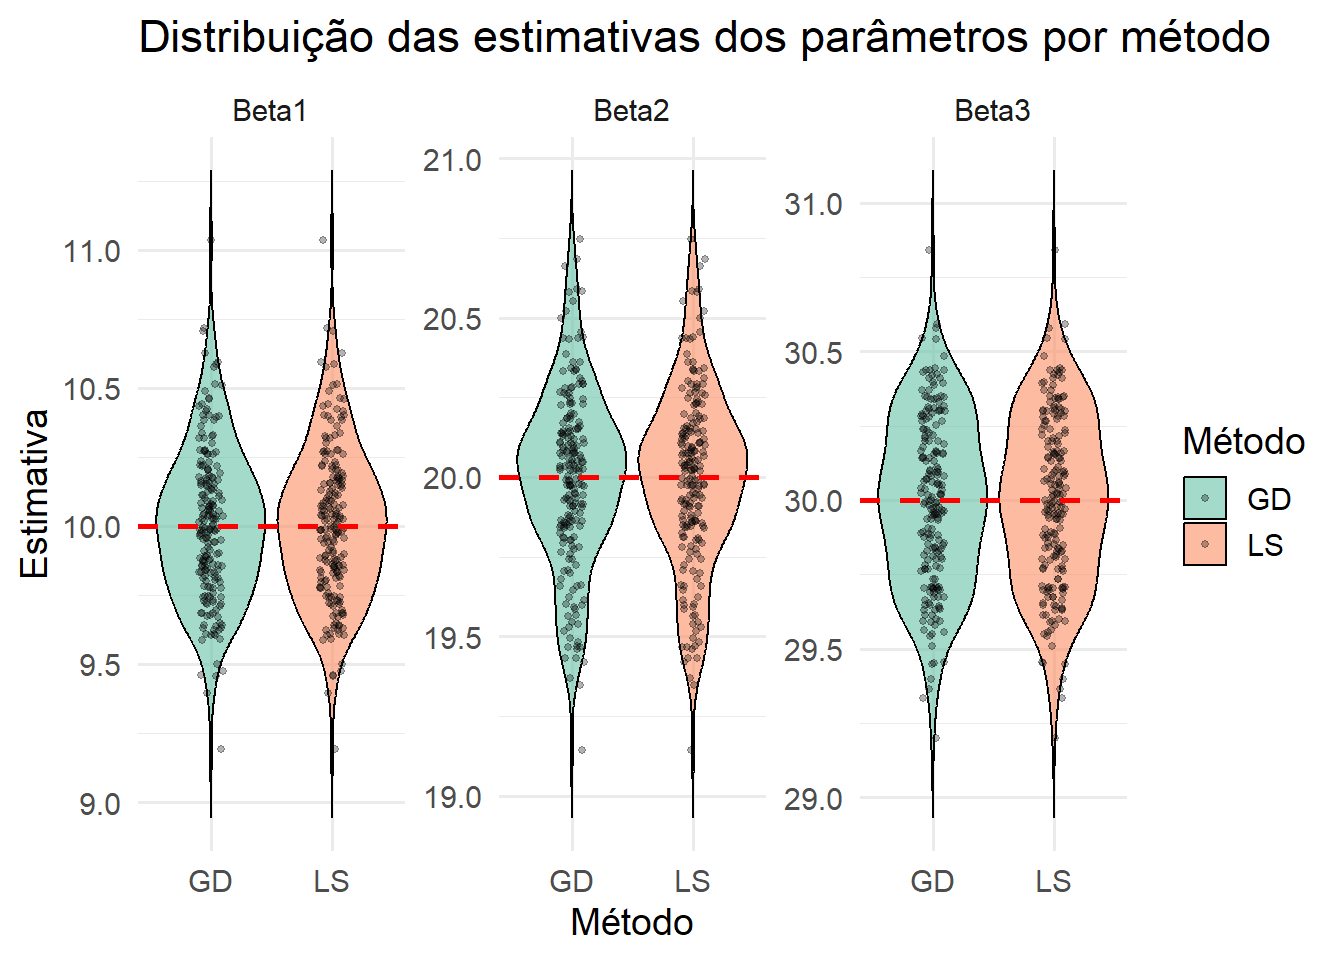 Distribuição das estimativas dos parâmetros por método
Beta1
Beta2
Beta3
Estimativa
11.0
10.5
10.0
9.5
9.0
21.0
20.5
20.0
19.5
19.0
31.0
30.5
30.0
29.5
29.0
GD LS
GD LS
GD LS
Método
Método
GD
LS